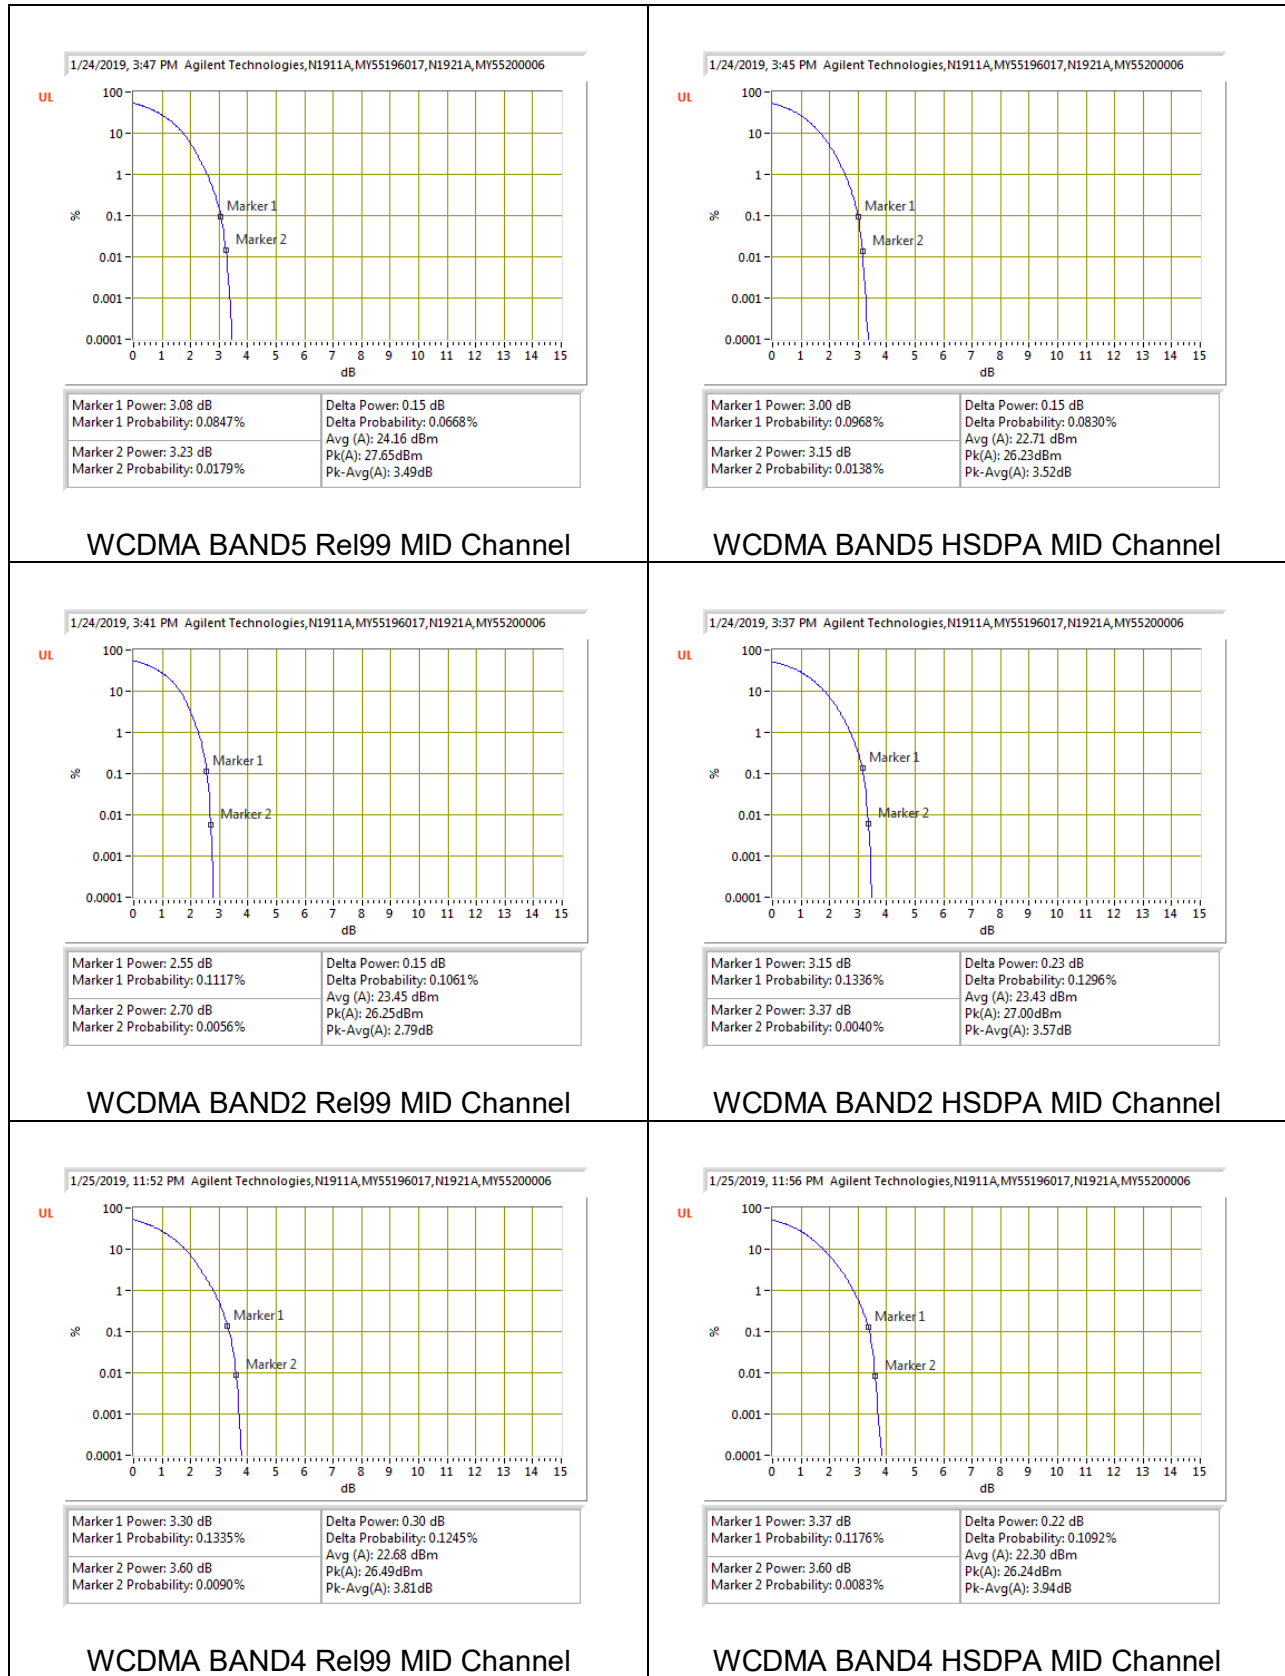 1/24/2019, 3:47 PM Agilent Technologies,N1911A,MY55196017,N1921A,MY55200006
UL
100
10
1
0.1
0.01
0.001
0.0001
%
Marker 1
Marker 2
0 1 2 3 4 5 6 7 8 9 10 11 12 13 14 15
dB
Marker 1 Power: 3.08 dB
Marker 1 Probability: 0.0847%
Marker 2 Power: 3.23 dB
Marker 2 Probability: 0.0179%
Delta Power: 0.15 dB
Delta Probability: 0.0668%
Avg (A): 24.16 dBm
Pk(A): 27.65dBm
Pk-Avg(A): 3.49dB
WCDMA BAND5 Rel99 MID Channel
1/24/2019, 3:45 PM Agilent Technologies,N1911A,MY55196017,N1921A,MY55200006
UL
100
10
1
0.1
0.01
0.001
0.0001
%
Marker 1
Marker 2
0 1 2 3 4 5 6 7 8 9 10 11 12 13 14 15
dB
Marker 1 Power: 3.00 dB
Marker 1 Probability: 0.0968%
Marker 2 Power: 3.15 dB
Marker 2 Probability: 0.0138%
Delta Power: 0.15 dB
Delta Probability: 0.0830%
Avg (A): 22.71 dBm
Pk(A): 26.23dBm
Pk-Avg(A): 3.52dB
WCDMA BAND5 HSDPA MID Channel
1/24/2019, 3:41 PM Agilent Technologies,N1911A,MY55196017,N1921A,MY55200006
UL
100
10
1
0.1
0.01
0.001
0.0001
%
Marker 1
Marker 2
0 1 2 3 4 5 6 7 8 9 10 11 12 13 14 15
dB
Marker 1 Power: 2.55 dB
Marker 1 Probability: 0.1117%
Marker 2 Power: 2.70 dB
Marker 2 Probability: 0.0056%
Delta Power: 0.15 dB
Delta Probability: 0.1061%
Avg (A): 23.45 dBm
Pk(A): 26.25dBm
Pk-Avg(A): 2.79dB
WCDMA BAND2 Rel99 MID Channel
1/24/2019, 3:37 PM Agilent Technologies,N1911A,MY55196017,N1921A,MY55200006
UL
100
10
1
0.1
0.01
0.001
0.0001
%
Marker 1
Marker 2
0 1 2 3 4 5 6 7 8 9 10 11 12 13 14 15
dB
Marker 1 Power: 3.15 dB
Marker 1 Probability: 0.1336%
Marker 2 Power: 3.37 dB
Marker 2 Probability: 0.0040%
Delta Power: 0.23 dB
Delta Probability: 0.1296%
Avg (A): 23.43 dBm
Pk(A): 27.00dBm
Pk-Avg(A): 3.57dB
WCDMA BAND2 HSDPA MID Channel
1/25/2019, 11:52 PM Agilent Technologies,N1911A,MY55196017,N1921A,MY55200006
UL
100
10
1
0.1
0.01
0.001
0.0001
%
Marker 1
Marker 2
0 1 2 3 4 5 6 7 8 9 10 11 12 13 14 15
dB
Marker 1 Power: 3.30 dB
Marker 1 Probability: 0.1335%
Marker 2 Power: 3.60 dB
Marker 2 Probability: 0.0090%
Delta Power: 0.30 dB
Delta Probability: 0.1245%
Avg (A): 22.68 dBm
Pk(A): 26.49dBm
Pk-Avg(A): 3.81dB
WCDMA BAND4 Rel99 MID Channel
1/25/2019, 11:56 PM Agilent Technologies,N1911A,MY55196017,N1921A,MY55200006
UL
100
10
1
0.1
0.01
0.001
0.0001
%
Marker 1
Marker 2
0 1 2 3 4 5 6 7 8 9 10 11 12 13 14 15
dB
Marker 1 Power: 3.37 dB
Marker 1 Probability: 0.1176%
Marker 2 Power: 3.60 dB
Marker 2 Probability: 0.0083%
Delta Power: 0.22 dB
Delta Probability: 0.1092%
Avg (A): 22.30 dBm
Pk(A): 26.24dBm
Pk-Avg(A): 3.94dB
WCDMA BAND4 HSDPA MID Channel